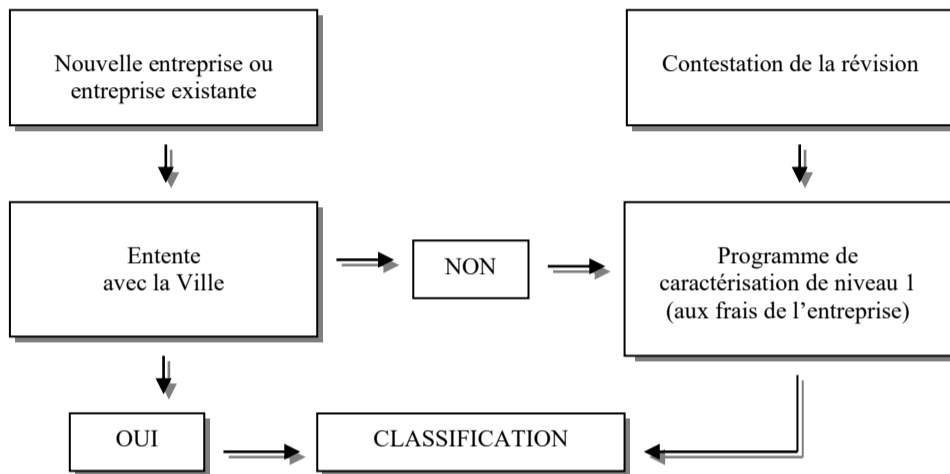 Nouvelle entreprise ou
entreprise existante
Contestation de la révision
Entente
avec la Ville
NON
Programme de
caractérisation de niveau 1
(aux frais de l’entreprise)
OUI
CLASSIFICATION